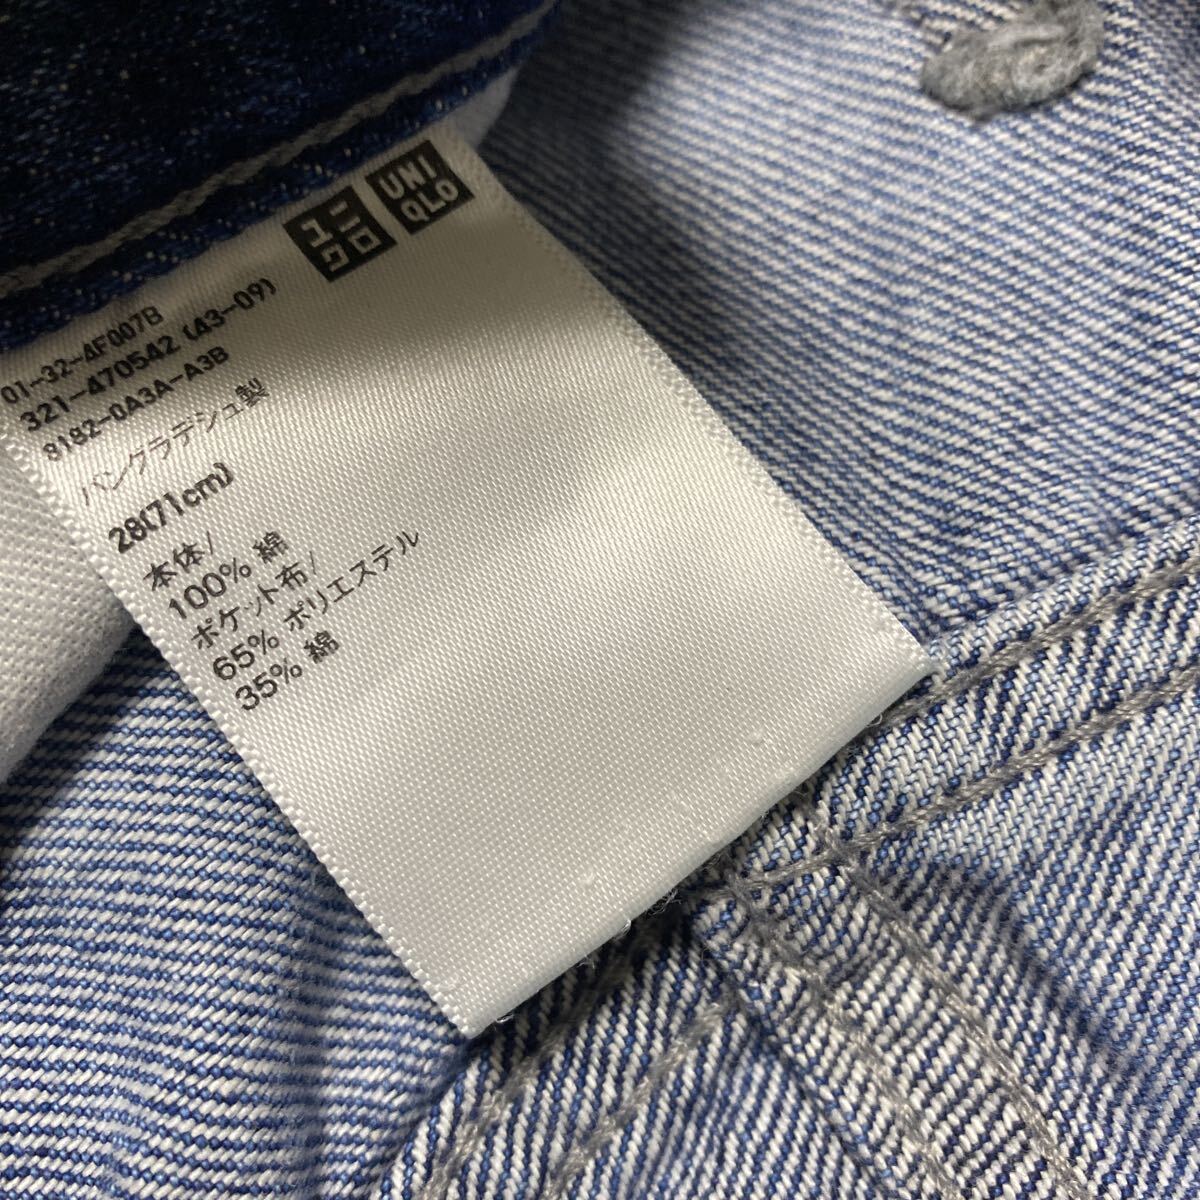 ユニクロ
UNIQLO
01-32-4F007B
321-470542 (43-09)
8182-0A3A-A3B
バングラデシュ製
28(71cm)
本体/
100% 綿
ポケット布/
65% ポリエステル
35% 綿